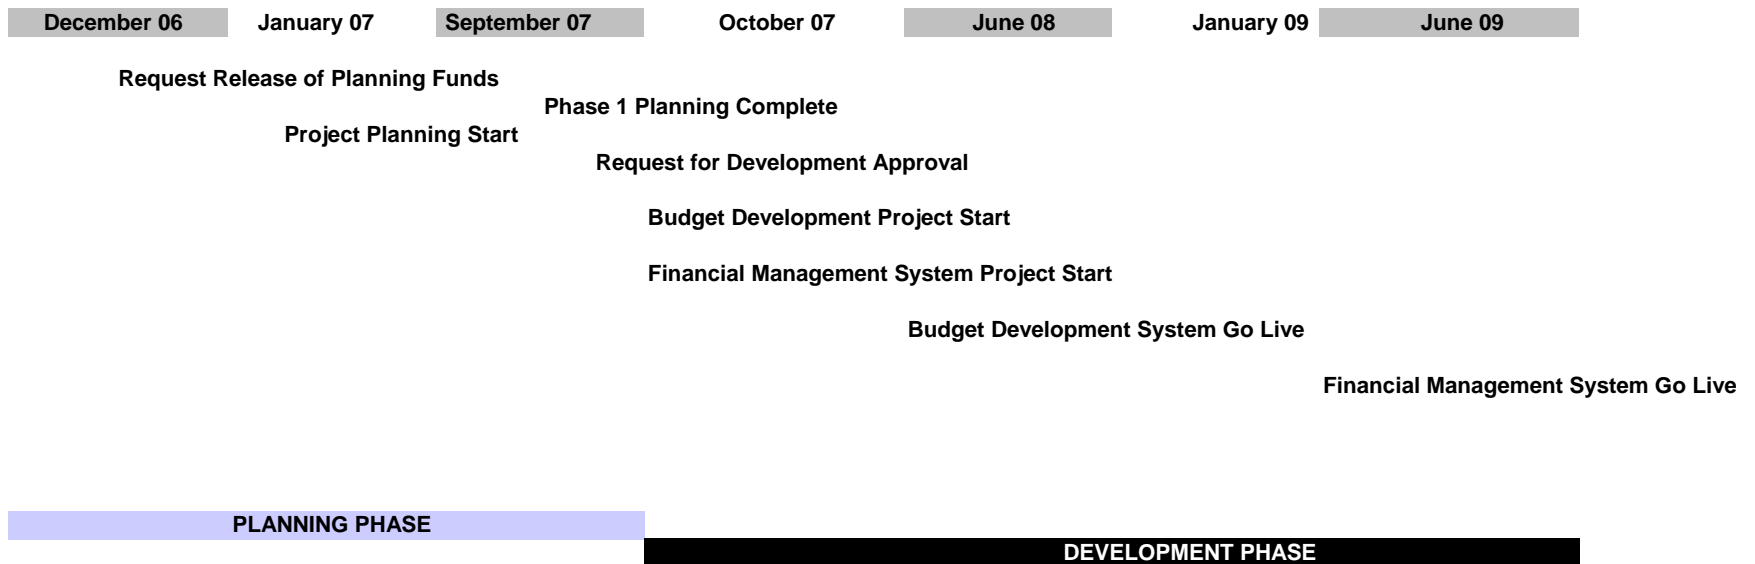 December 06 January 07 September 07 October 07 June 08 January 09 June 09
Request Release of Planning Funds
Phase 1 Planning Complete
Project Planning Start
Request for Development Approval
Budget Development Project Start
Financial Management System Project Start
Budget Development System Go Live
Financial Management System Go Live
PLANNING PHASE
DEVELOPMENT PHASE